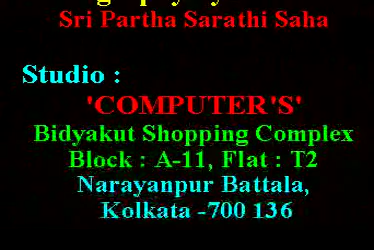 Sri Partha Sarathi Saha
Studio :
'COMPUTER'S'
Bidyakut Shopping Complex
Block : A-11, Flat : T2
Narayanpur Battala,
Kolkata -700 136